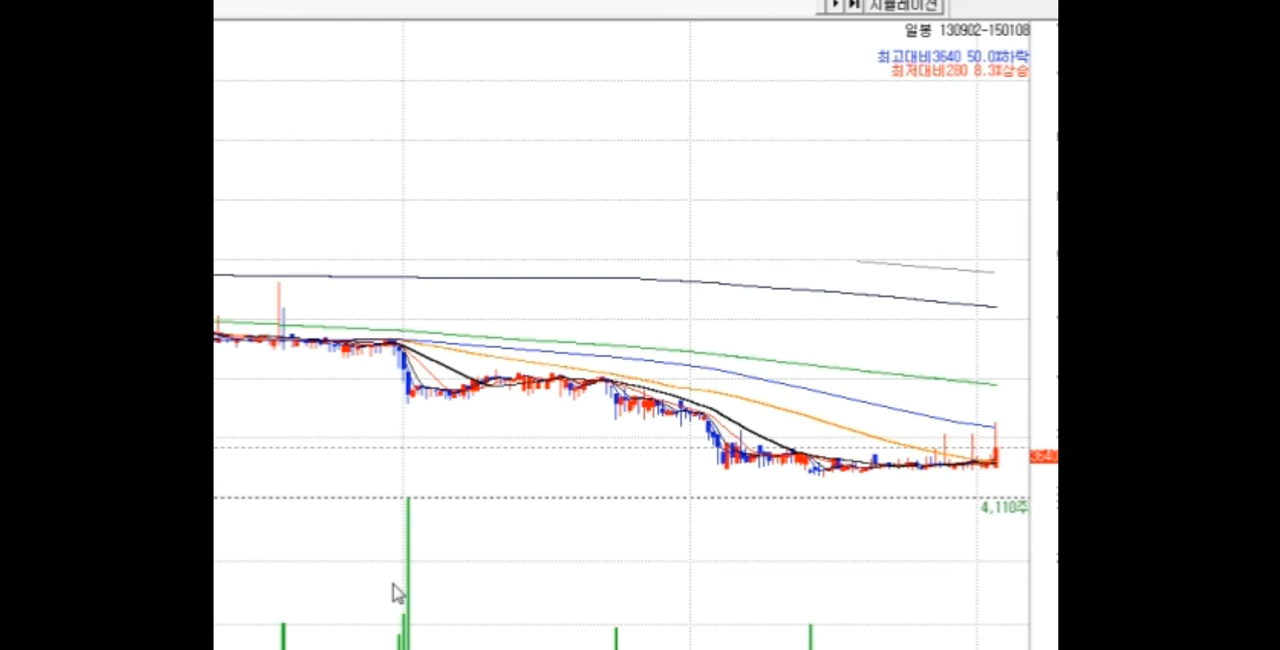 시뮬레이션
일봉 130902-150108
최고대비3640 50.0%하락
최저대비280 8.3%상승
3640
4,110주